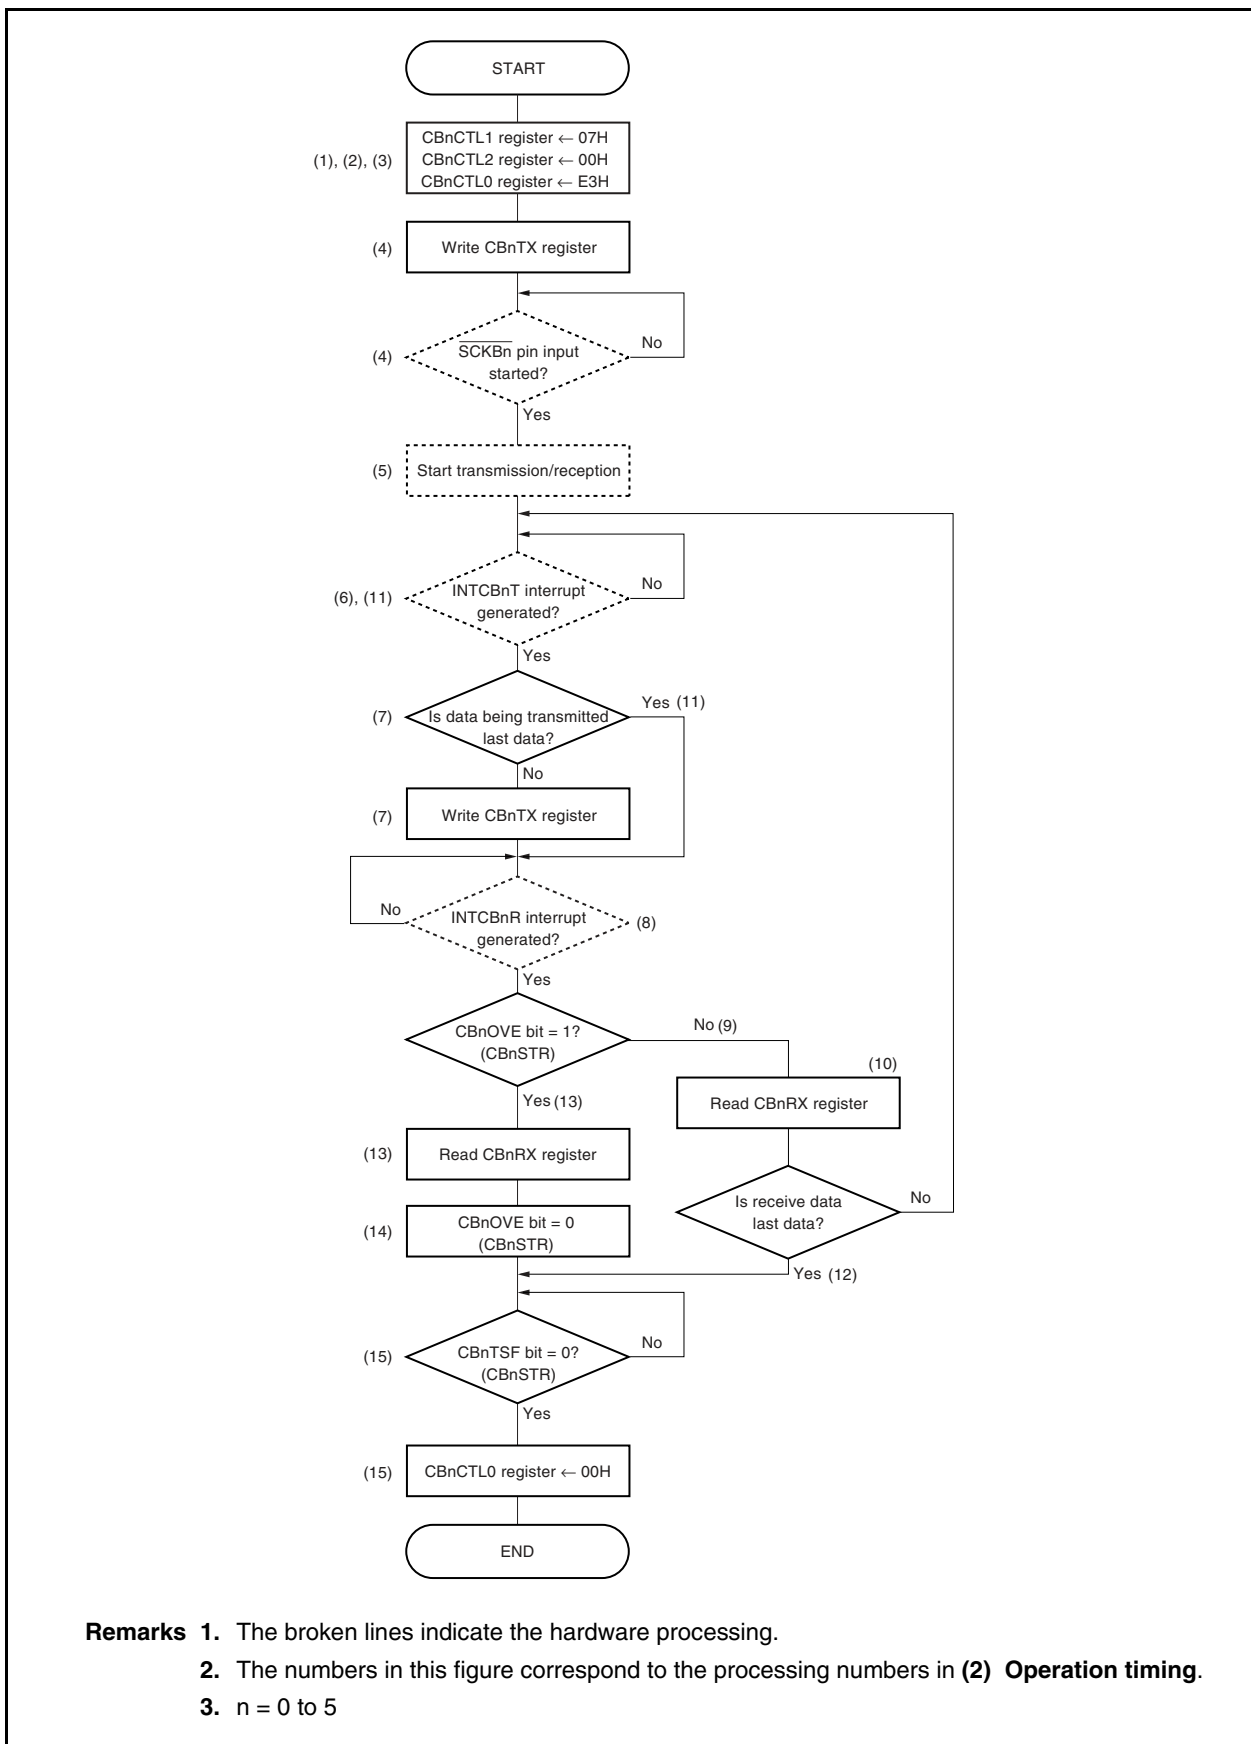 START
CBnCTL1 register ← 07H
(1), (2), (3) CBnCTL2 register ← 00H
CBnCTL0 register ← E3H
(4) Write CBnTX register
(4) SCKBn pin input
started?
No
Yes
(5) Start transmission/reception
(6), (11) INTCBnT interrupt
generated?
No
Yes
Yes (11)
(7) Is data being transmitted
last data?
No
(7) Write CBnTX register
No
INTCBnR interrupt
generated?
(8)
Yes
CBnOVE bit = 1?
(CBnSTR)
No (9)
(10)
Read CBnRX register
Yes (13)
(13) Read CBnRX register
Is receive data
last data?
No
(14) CBnOVE bit = 0
(CBnSTR)
Yes (12)
(15) CBnTSF bit = 0?
(CBnSTR)
No
Yes
(15) CBnCTL0 register ← 00H
END
Remarks 1. The broken lines indicate the hardware processing.
2. The numbers in this figure correspond to the processing numbers in (2) Operation timing.
3. n = 0 to 5